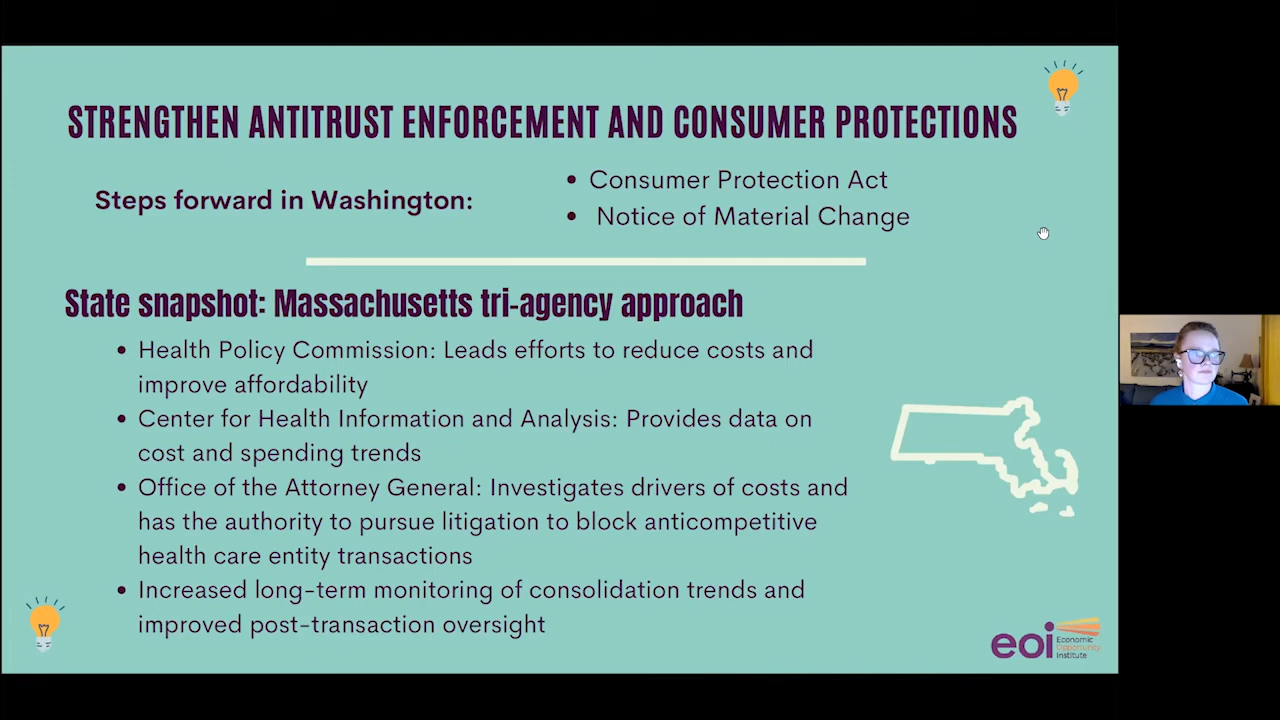 STRENGTHEN ANTITRUST ENFORCEMENT AND CONSUMER PROTECTIONS
Steps forward in Washington:
• Consumer Protection Act
• Notice of Material Change
State snapshot: Massachusetts tri-agency approach
• Health Policy Commission: Leads efforts to reduce costs and
improve affordability
• Center for Health Information and Analysis: Provides data on
cost and spending trends
• Office of the Attorney General: Investigates drivers of costs and
has the authority to pursue litigation to block anticompetitive
health care entity transactions
• Increased long-term monitoring of consolidation trends and
improved post-transaction oversight
eoi
Economic
Opportunity
Institute